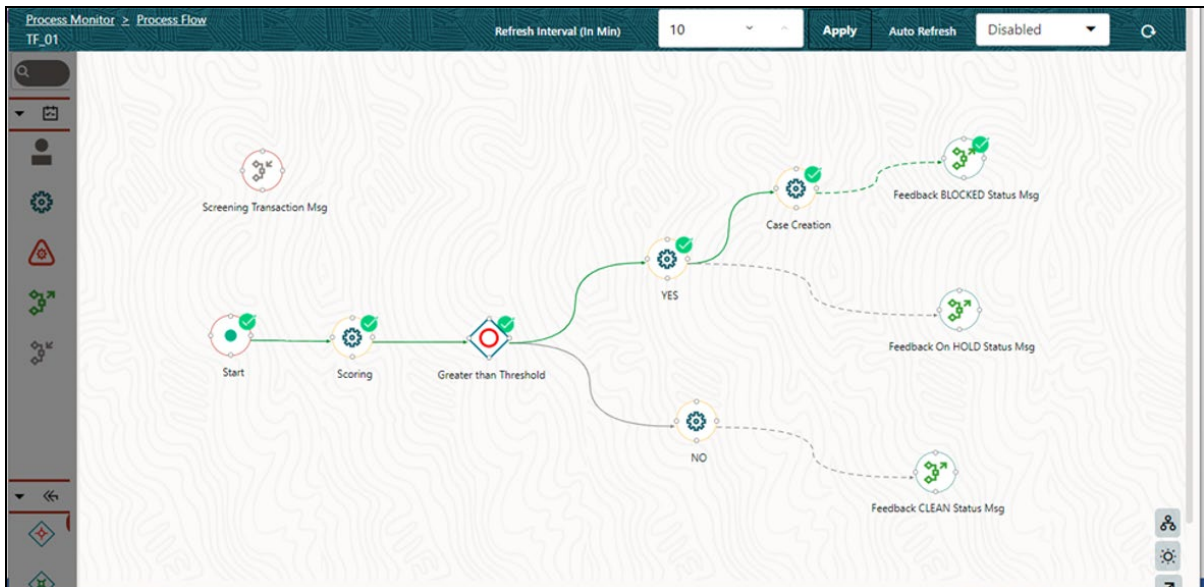 Process Monitor > Process Flow
TF_01
Refresh Interval (In Min)
10
Apply
Auto Refresh
Disabled
Screening Transaction Msg
Feedback BLOCKED Status Msg
Case Creation
YES
Feedback On HOLD Status Msg
Start
Scoring
Greater than Threshold
NO
Feedback CLEAN Status Msg